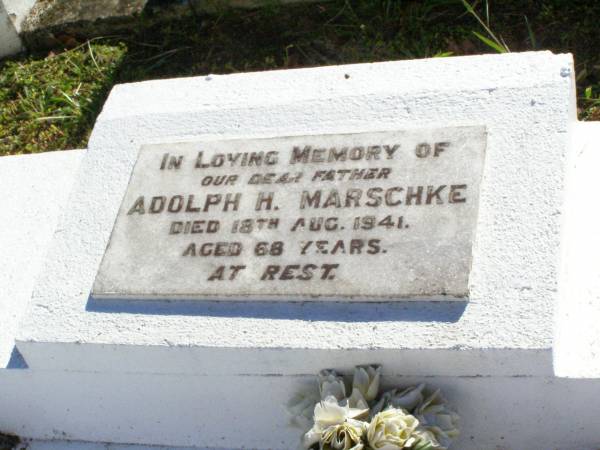 In Loving Memory of
our dear father
ADOLPH H. MARSCHKE
DIED 18TH AUG. 1941.
AGED 68 YEARS.
AT REST.